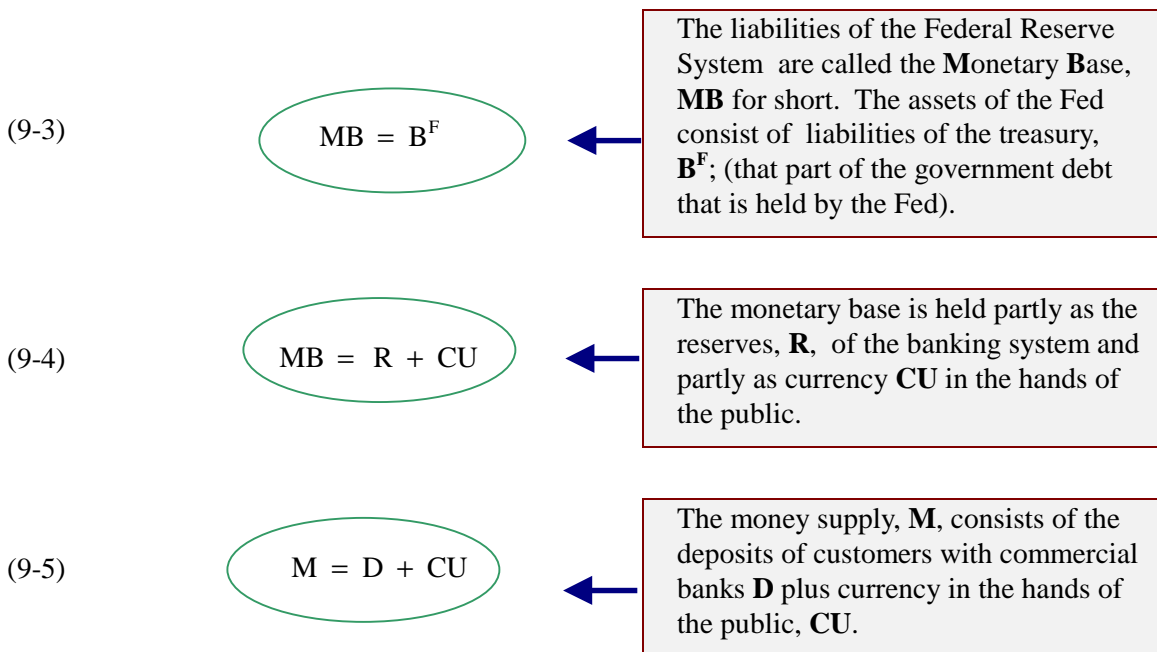 (9-3)
MB = B^F
The liabilities of the Federal Reserve
System are called the Monetary Base,
MB for short. The assets of the Fed
consist of liabilities of the treasury,
B^F; (that part of the government debt
that is held by the Fed).
(9-4)
MB = R + CU
The monetary base is held partly as the
reserves, R, of the banking system and
partly as currency CU in the hands of
the public.
(9-5)
M = D + CU
The money supply, M, consists of the
deposits of customers with commercial
banks D plus currency in the hands of
the public, CU.